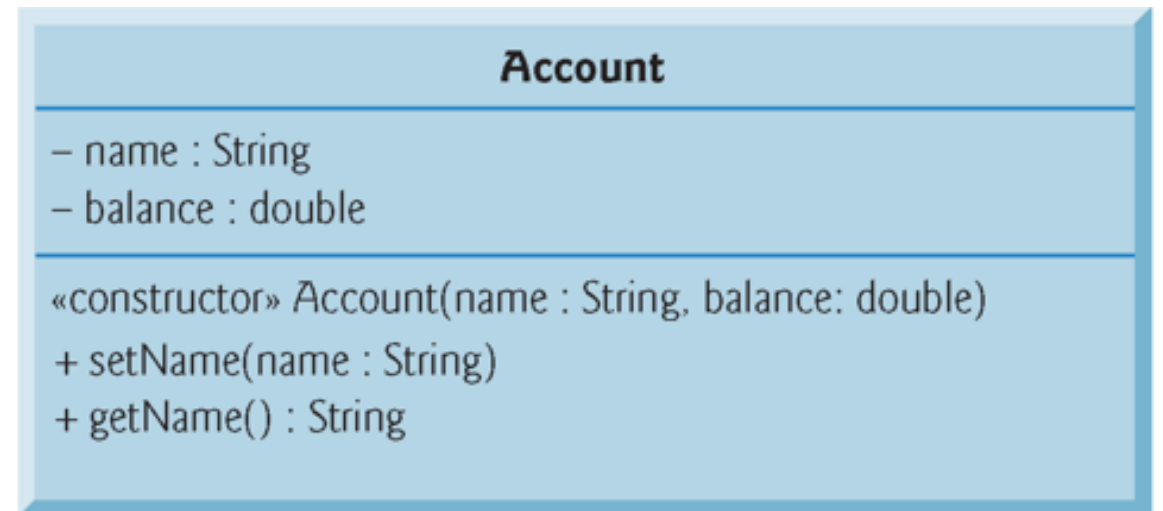 Account
– name : String
– balance : double
«constructor» Account(name : String, balance: double)
+ setName(name : String)
+ getName() : String